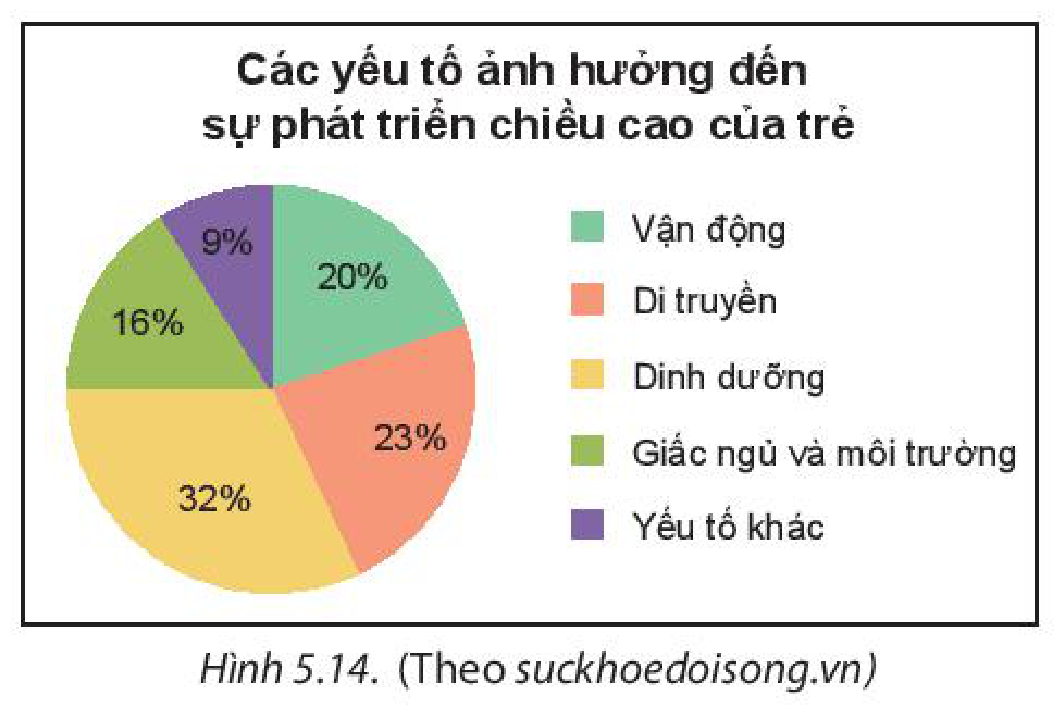 Các yếu tố ảnh hưởng đến
sự phát triển chiều cao của trẻ
9%
20%
16%
23%
32%
Vận động
Di truyền
Dinh dưỡng
Giấc ngủ và môi trường
Yếu tố khác
Hình 5.14. (Theo suckhoedoisong.vn)